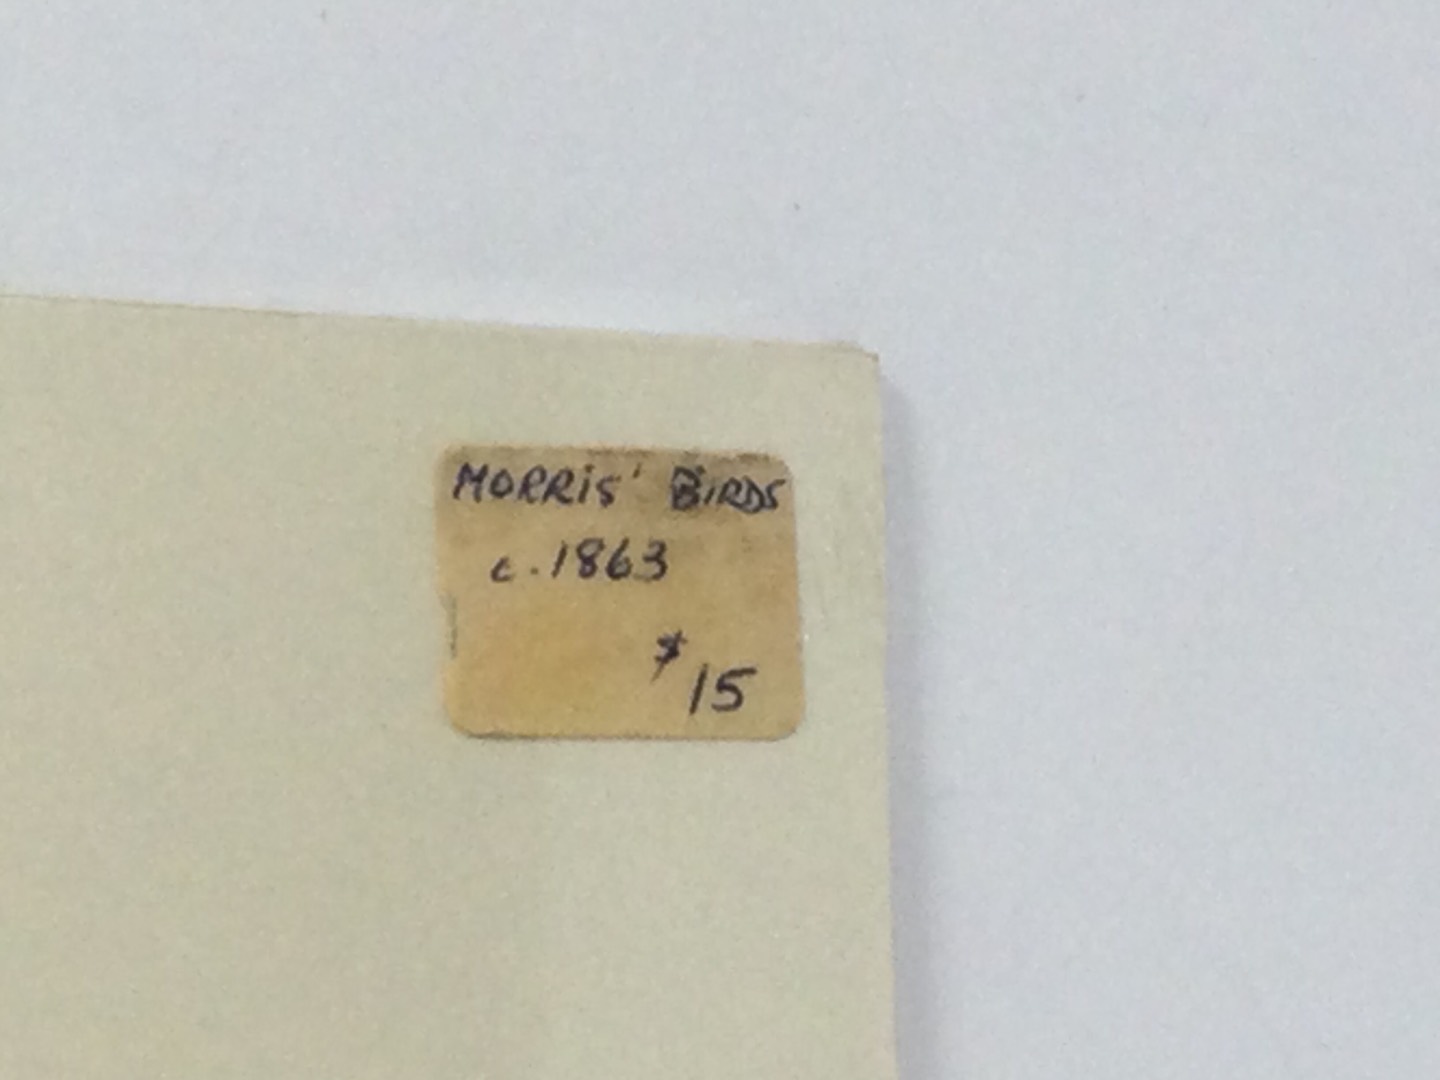 MORRiS' BiRDS
c. 1863
$15